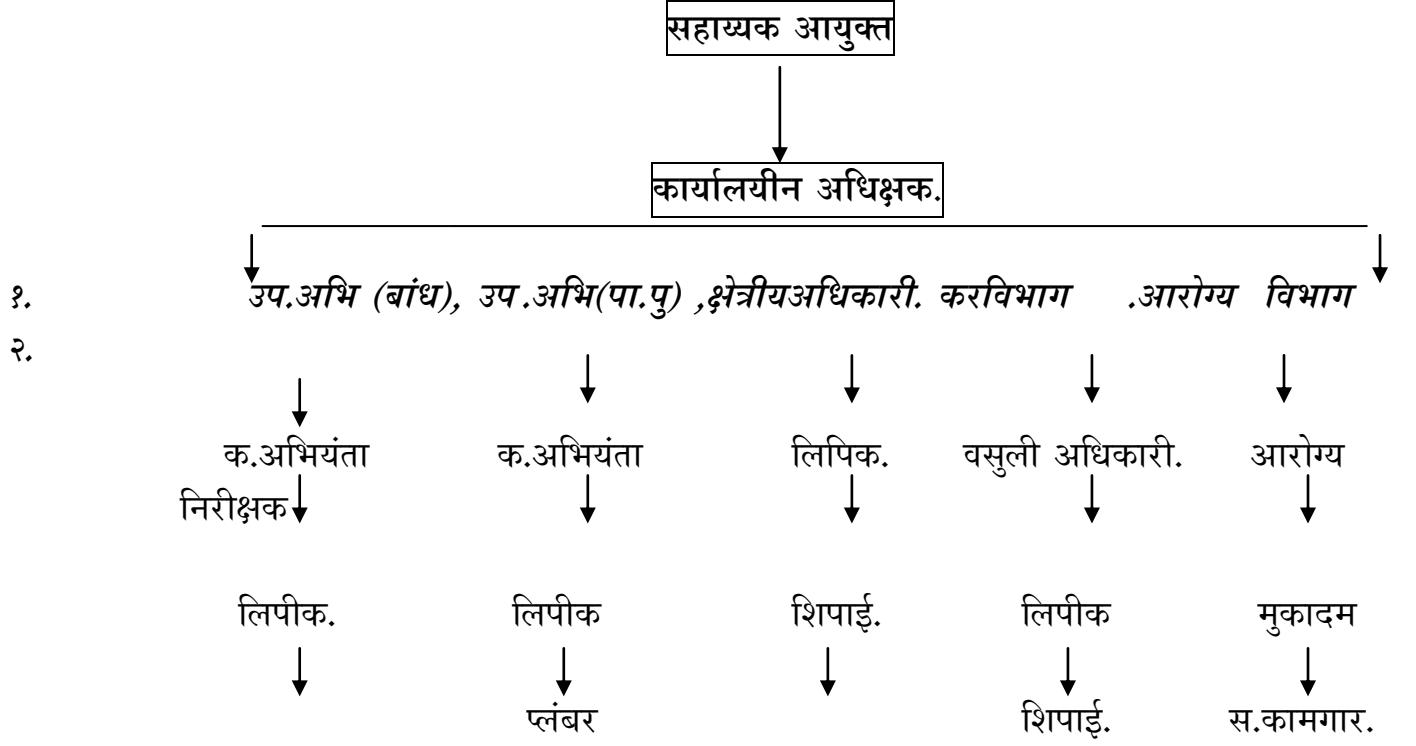 सहाय्यक आयुक्त
कार्यालयीन अधिक्षक.
१. उप.अभि (बांध), उप .अभि(पा.पु) ,क्षेत्रीयअधिकारी. करविभाग .आरोग्य विभाग
२.
क.अभियंता क.अभियंता लिपिक. वसुली अधिकारी. आरोग्य
निरीक्षक
लिपीक. लिपीक शिपाई. लिपीक मुकादम
प्लंबर शिपाई. स.कामगार.